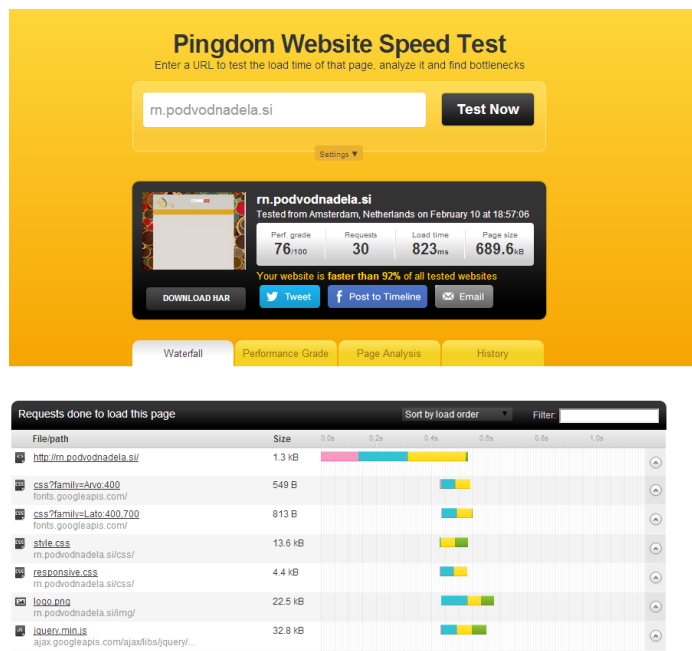 Pingdom Website Speed Test
Enter a URL to test the load time of that page, analyze it and find bottlenecks
rn.podvodnadela.si
Test Now
Settings ▼
rn.podvodnadela.si
Tested from Amsterdam, Netherlands on February 10 at 18:57:06
Perf. grade Requests Load time Page size
76/100 30 823ms 689.6kB
Your website is faster than 92% of all tested websites
DOWNLOAD HAR Tweet Post to Timeline Email
Waterfall Performance Grade Page Analysis History
Requests done to load this page Sort by load order Filter:
File/path Size 0.0s 0.2s 0.4s 0.6s 0.8s 1.0s
http://rn.podvodnadela.si/ 1.3 kB
css?family=Arvo:400 549 B
fonts.googleapis.com/
css?family=Lato:400,700 813 B
fonts.googleapis.com/
style.css 13.6 kB
rn.podvodnadela.si/css/
responsive.css 4.4 kB
rn.podvodnadela.si/css/
logo.png 22.5 kB
rn.podvodnadela.si/img/
jquery.min.js 32.8 kB
ajax.googleapis.com/ajax/libs/jquery/...